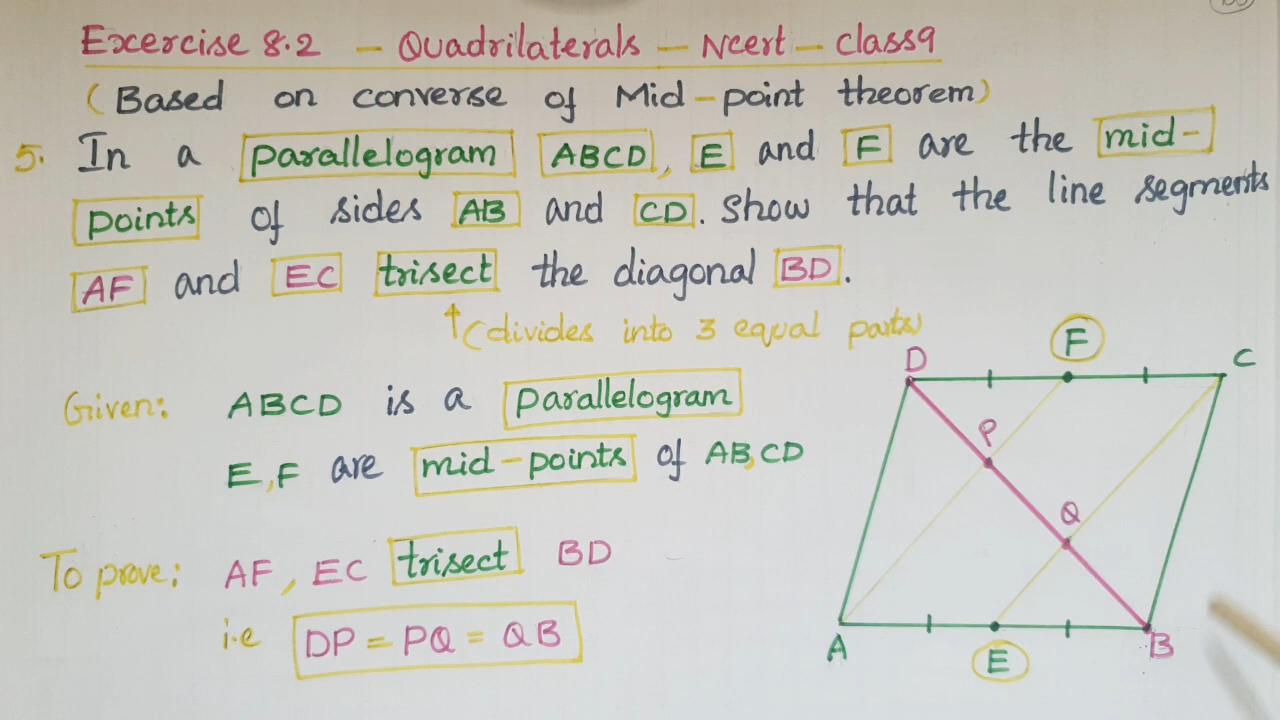 Excercise 8.2 – Quadrilaterals – Ncert – class9
(Based on converse of Mid-point theorem)
5. In a parallelogram ABCD, E and F are the mid-
points of sides AB and CD. Show that the line segments
AF and EC trisect the diagonal BD.
↑(divides into 3 equal parts)
Given: ABCD is a parallelogram
E,F are mid-points of AB,CD
To prove: AF, EC trisect BD
i.e DP = PQ = QB
D F C
P
Q
A E B